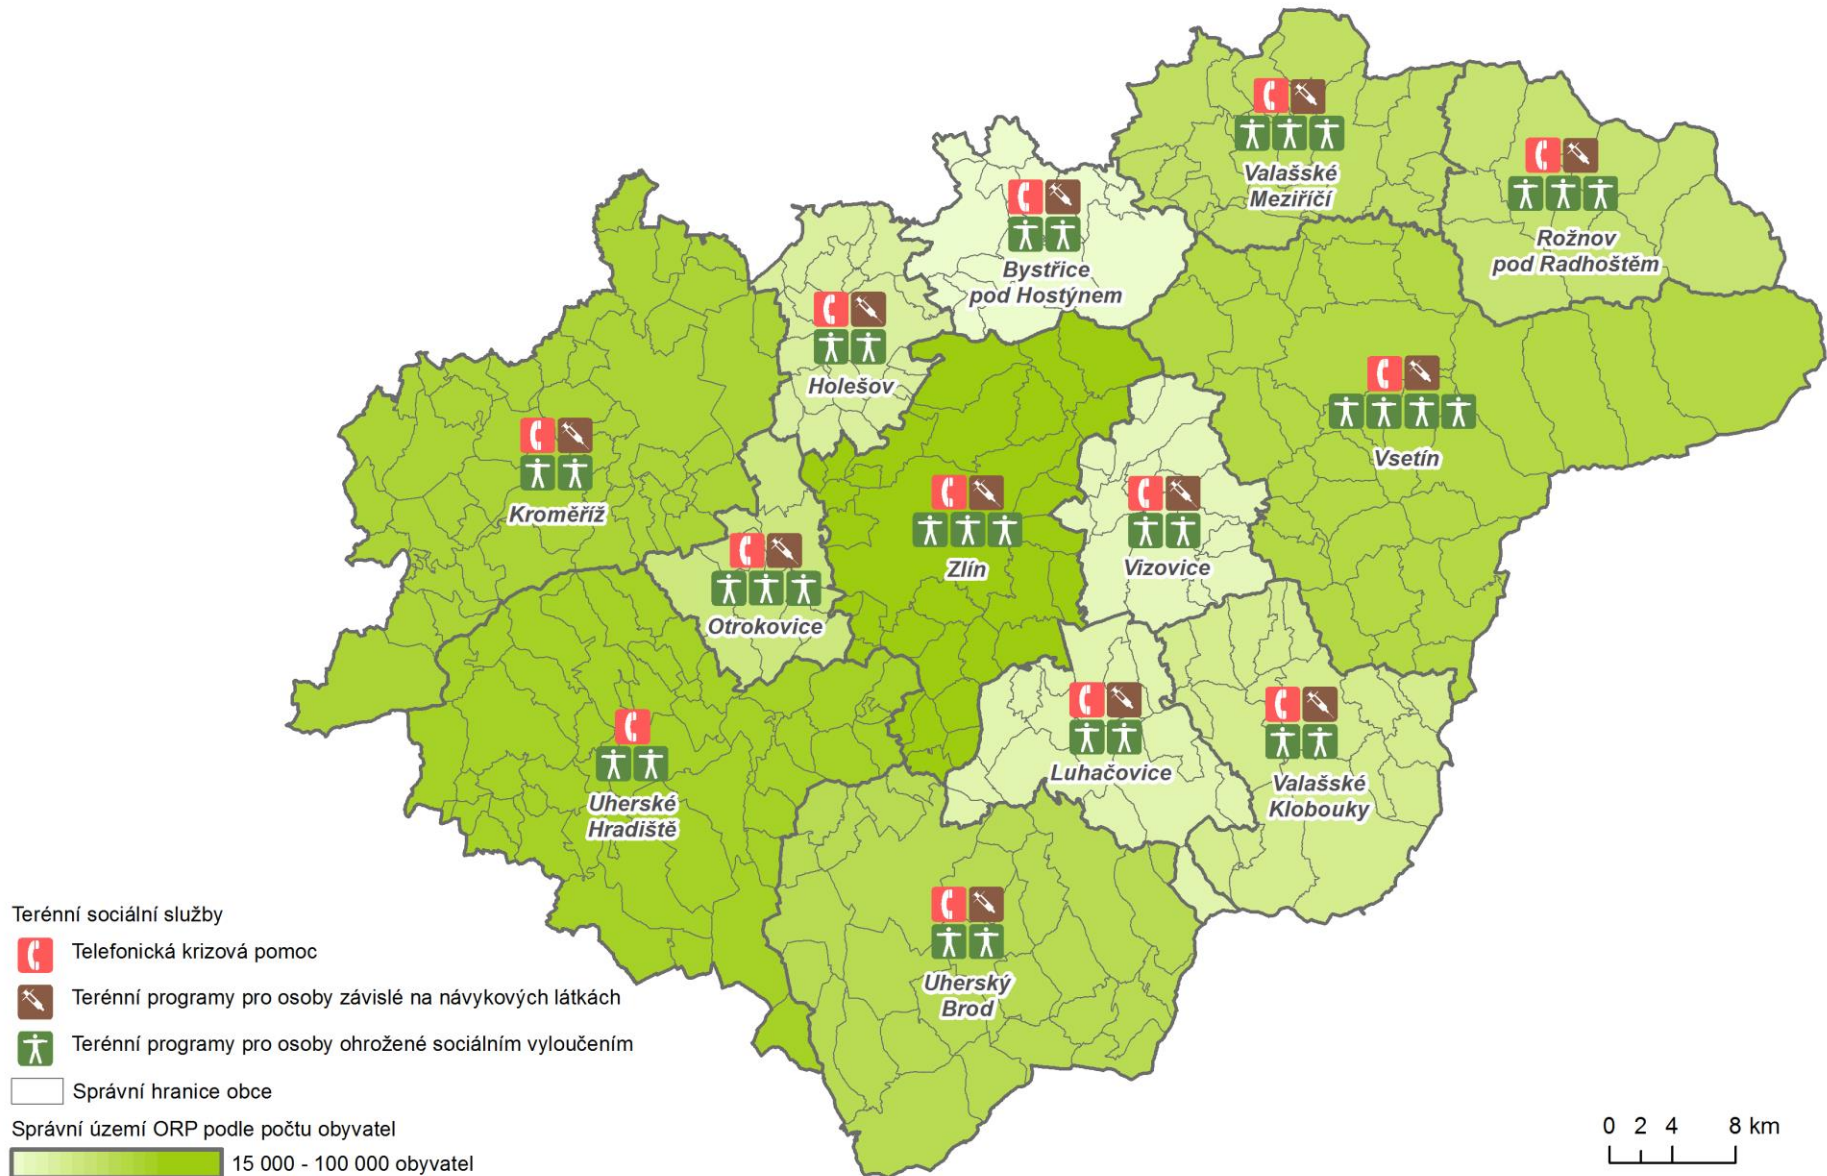 Valašské
Meziříčí
Rožnov
pod Radhoštěm
Bystřice
pod Hostýnem
Holešov
Vsetín
Kroměříž
Zlín
Vizovice
Otrokovice
Luhačovice
Valašské
Klobouky
Uherské
Hradiště
Uherský
Brod
Terénní sociální služby
Telefonická krizová pomoc
Terénní programy pro osoby závislé na návykových látkách
Terénní programy pro osoby ohrožené sociálním vyloučením
Správní hranice obce
Správní území ORP podle počtu obyvatel
15 000 - 100 000 obyvatel
0 2 4 8 km